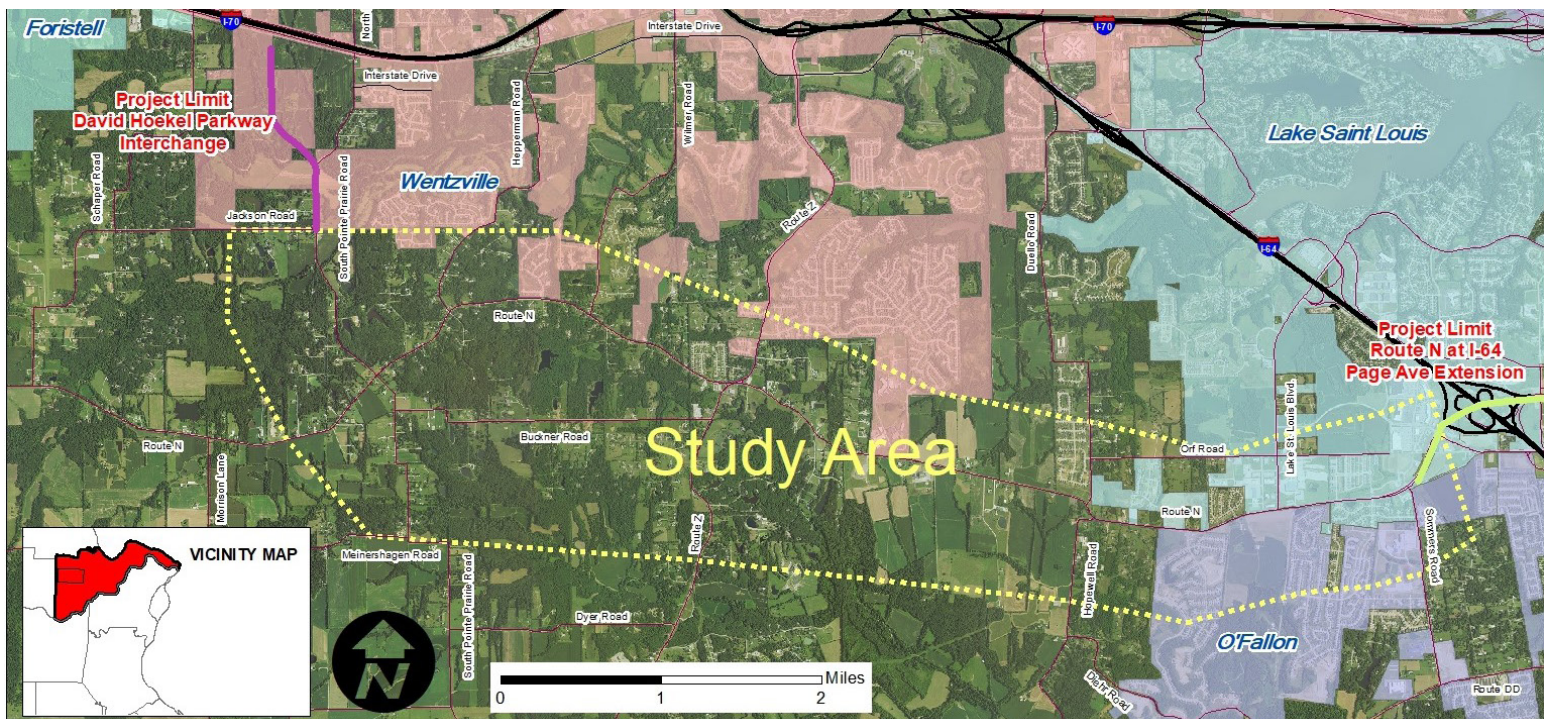 Foristell
I-70
North
Interstate Drive
I-70
Interstate Drive
Project Limit
David Hoekel Parkway
Interchange
Hepperman Road
Wilmer Road
Lake Saint Louis
Schaper Road
South Pointe Prairie Road
Wentzville
Jackson Road
Route Z
Duello Road
I-64
Route N
Project Limit
Route N at I-64
Page Ave Extension
Lake St. Louis Blvd.
Route N
Buckner Road
Study Area
Orf Road
Morrison Lane
Route N
Sommers Road
VICINITY MAP
Meinershagen Road
South Pointe Prairie Road
Route Z
Hopewell Road
Dyer Road
O'Fallon
N
Miles
0
1
2
Diehr Road
Route DD